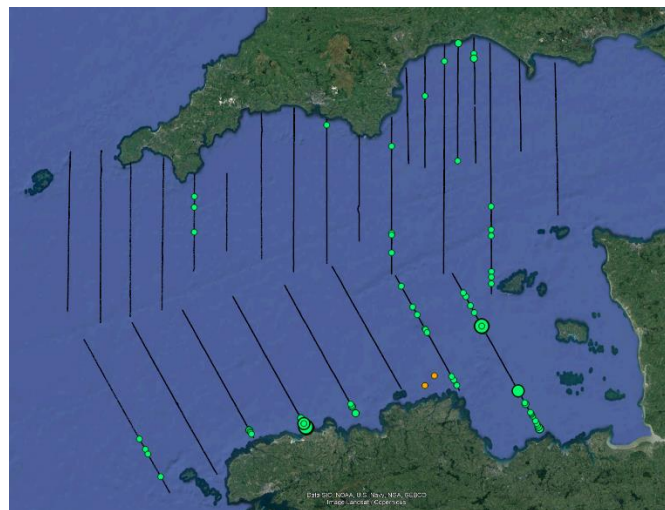 Data SIO, NOAA, U.S. Navy, NGA, GEBCO
Image Landsat / Copernicus